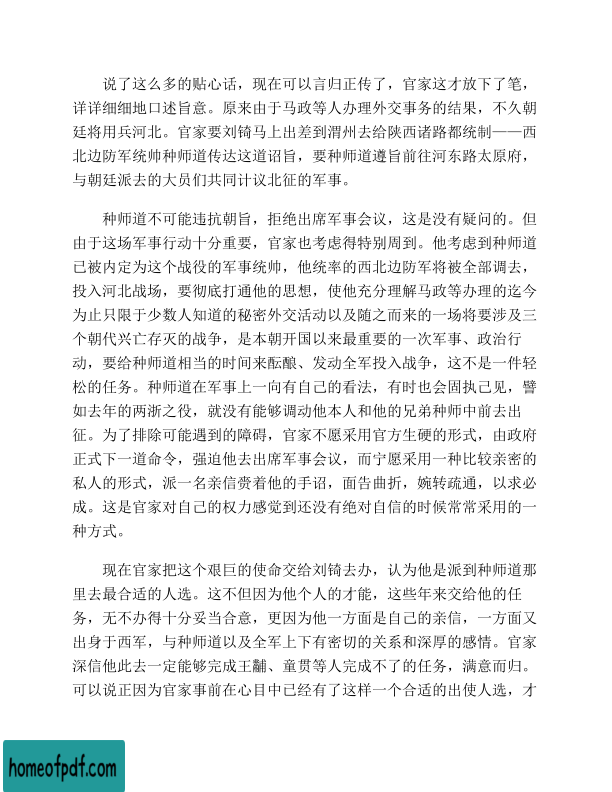 说了这么多的贴心话，现在可以言归正传了，官家这才放下了笔，
详详细细地口述旨意。原来由于马政等人办理外交事务的结果，不久朝
廷将用兵河北。官家要刘锜马上出差到渭州去给陕西诸路都统制——西
北边防军统帅种师道传达这道诏旨，要种师道遵旨前往河东路太原府，
与朝廷派去的大员们共同计议北征的军事。
种师道不可能违抗朝旨，拒绝出席军事会议，这是没有疑问的。但
由于这场军事行动十分重要，官家也考虑得特别周到。他考虑到种师道
已被内定为这个战役的军事统帅，他统率的西北边防军将被全部调去，
投入河北战场，要彻底打通他的思想，使他充分理解马政等办理的迄今
为止只限于少数人知道的秘密外交活动以及随之而来的一场将要涉及三
个朝代兴亡存灭的战争，是本朝开国以来最重要的一次军事、政治行
动，要给种师道相当的时间来酝酿、发动全军投入战争，这不是一件轻
松的任务。种师道在军事上一向有自己的看法，有时也会固执己见，譬
如去年的两浙之役，就没有能够调动他本人和他的兄弟种师中前去出
征。为了排除可能遇到的障碍，官家不愿采用官方生硬的形式，由政府
正式下一道命令，强迫他去出席军事会议，而宁愿采用一种比较亲密的
私人的形式，派一名亲信赍着他的手诏，面告曲折，婉转疏通，以求必
成。这是官家对自己的权力感觉到还没有绝对自信的时候常常采用的一
种方式。
现在官家把这个艰巨的使命交给刘锜去办，认为他是派到种师道那
里去最合适的人选。这不但因为他个人的才能，这些年来交给他的任
务，无不办得十分妥当合意，更因为他一方面是自己的亲信，一方面又
出身于西军，与种师道以及全军上下有密切的关系和深厚的感情。官家
深信他此去一定能够完成王黼、童贯等人完成不了的任务，满意而归。
可以说正因为官家事前在心目中已经有了这样一个合适的出使人选，才
homeofpdf.com